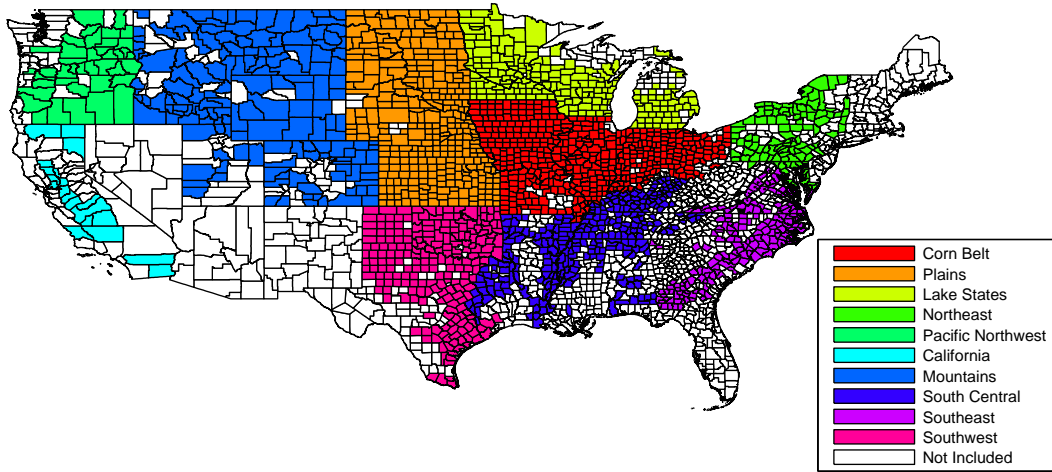 Corn Belt
Plains
Lake States
Northeast
Pacific Northwest
California
Mountains
South Central
Southeast
Southwest
Not Included